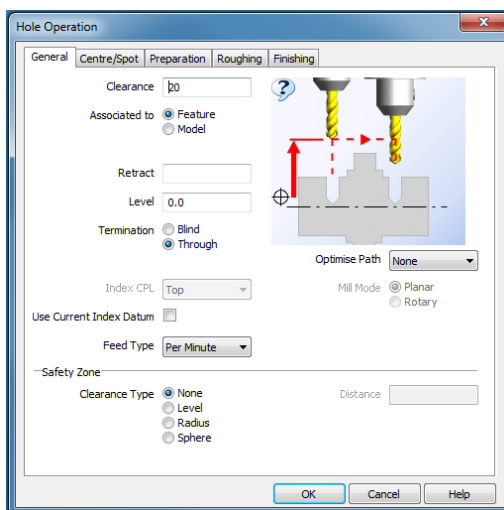 Hole Operation
General Centre/Spot Preparation Roughing Finishing
Clearance 20
Associated to Feature
Model
Retract
Level 0.0
Termination Blind
Through
Optimise Path None
Index CPL Top
Mill Mode Planar
Rotary
Use Current Index Datum
Feed Type Per Minute
Safety Zone
Clearance Type None
Distance
Level
Radius
Sphere
OK Cancel Help